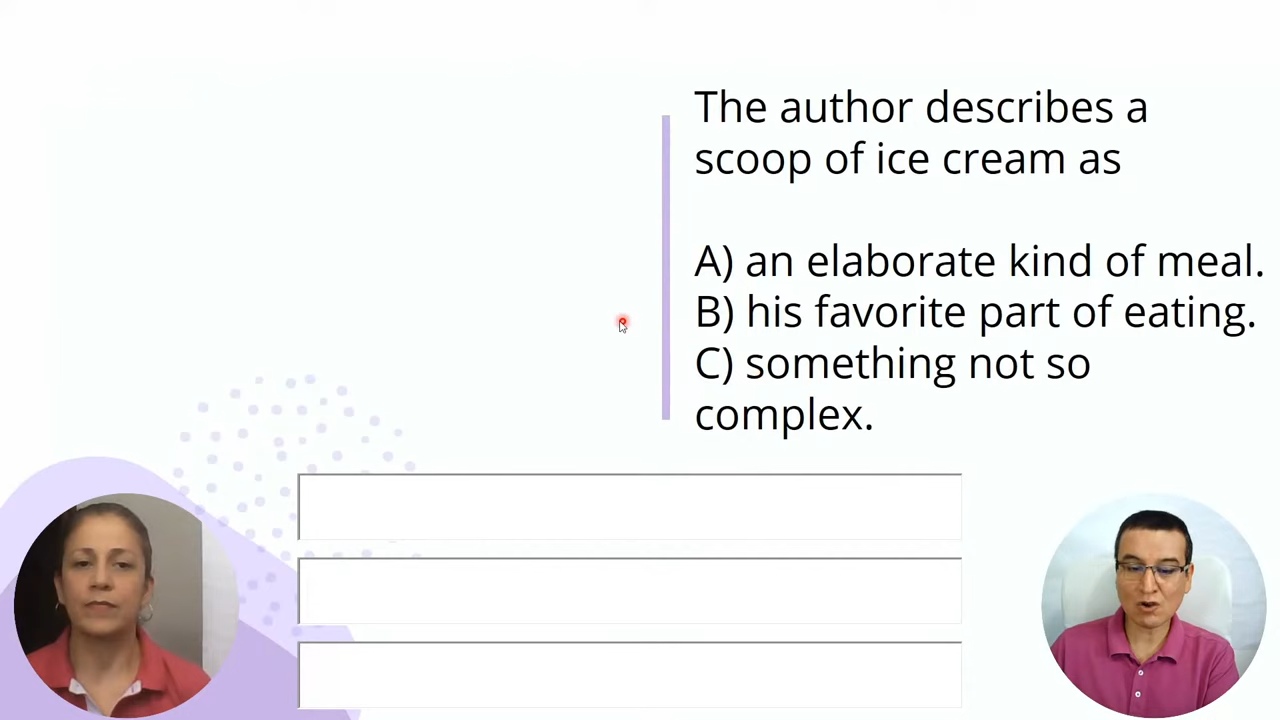 The author describes a
scoop of ice cream as
A) an elaborate kind of meal.
B) his favorite part of eating.
C) something not so
complex.